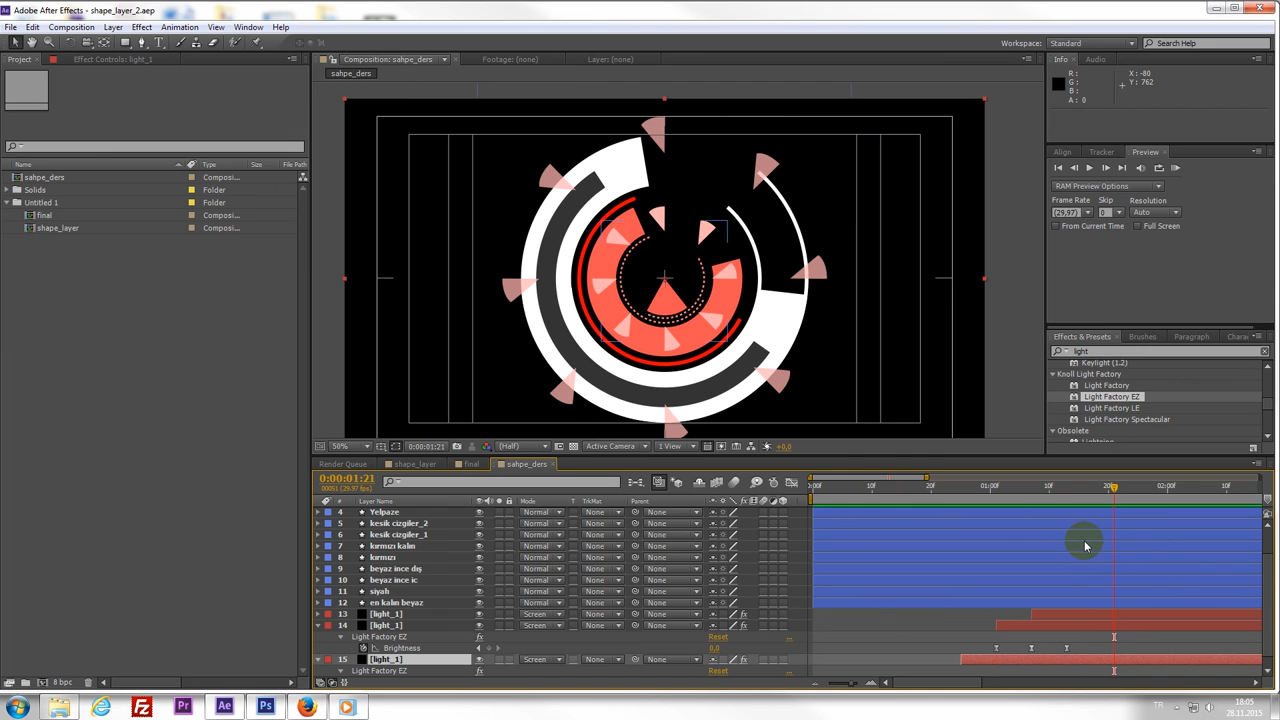 Adobe After Effects - shape_layer_2.aep
File Edit Composition Layer Effect Animation View Window Help
Workspace: Standard Search Help
Project Effect Controls: light_1
Composition: sahpe_ders Footage: (none) Layer: (none)
sahpe_ders
Info Audio
R: G: B: A: 0
X: -80
Y: 762
Align Tracker Preview
RAM Preview Options
Frame Rate Skip Resolution
(29,97) 0 Auto
From Current Time Full Screen
Name Type Size File Path
sahpe_ders Composi...
Solids Folder
Untitled 1 Folder
final Composi...
shape_layer Composi...
Effects & Presets Brushes Paragraph Chara
light
Keylight (1.2)
Knoll Light Factory
Light Factory
Light Factory EZ
Light Factory LE
Light Factory Spectacular
Obsolete
Lightning
50% 0:00:01:21 (Half) Active Camera 1 View +0,0
Render Queue shape_layer final sahpe_ders
0:00:01:21
00051 (29.97 fps)
:00f 10f 20f 01:00f 10f 20f 02:00f 10f
# Layer Name Mode T TrkMat Parent
4 Yelpaze Normal None None
5 kesik cizgiler_2 Normal None None
6 kesik cizgiler_1 Normal None None
7 kırmızı kalın Normal None None
8 kırmızı Normal None None
9 beyaz ince dış Normal None None
10 beyaz ince ic Normal None None
11 siyah Normal None None
12 en kalın beyaz Normal None None
13 [light_1] Screen None None
14 [light_1] Screen None None
Light Factory EZ Reset
Brightness 0,0
15 [light_1] Screen None None
Light Factory EZ Reset
8 bpc
TR 18:05
28.11.2015